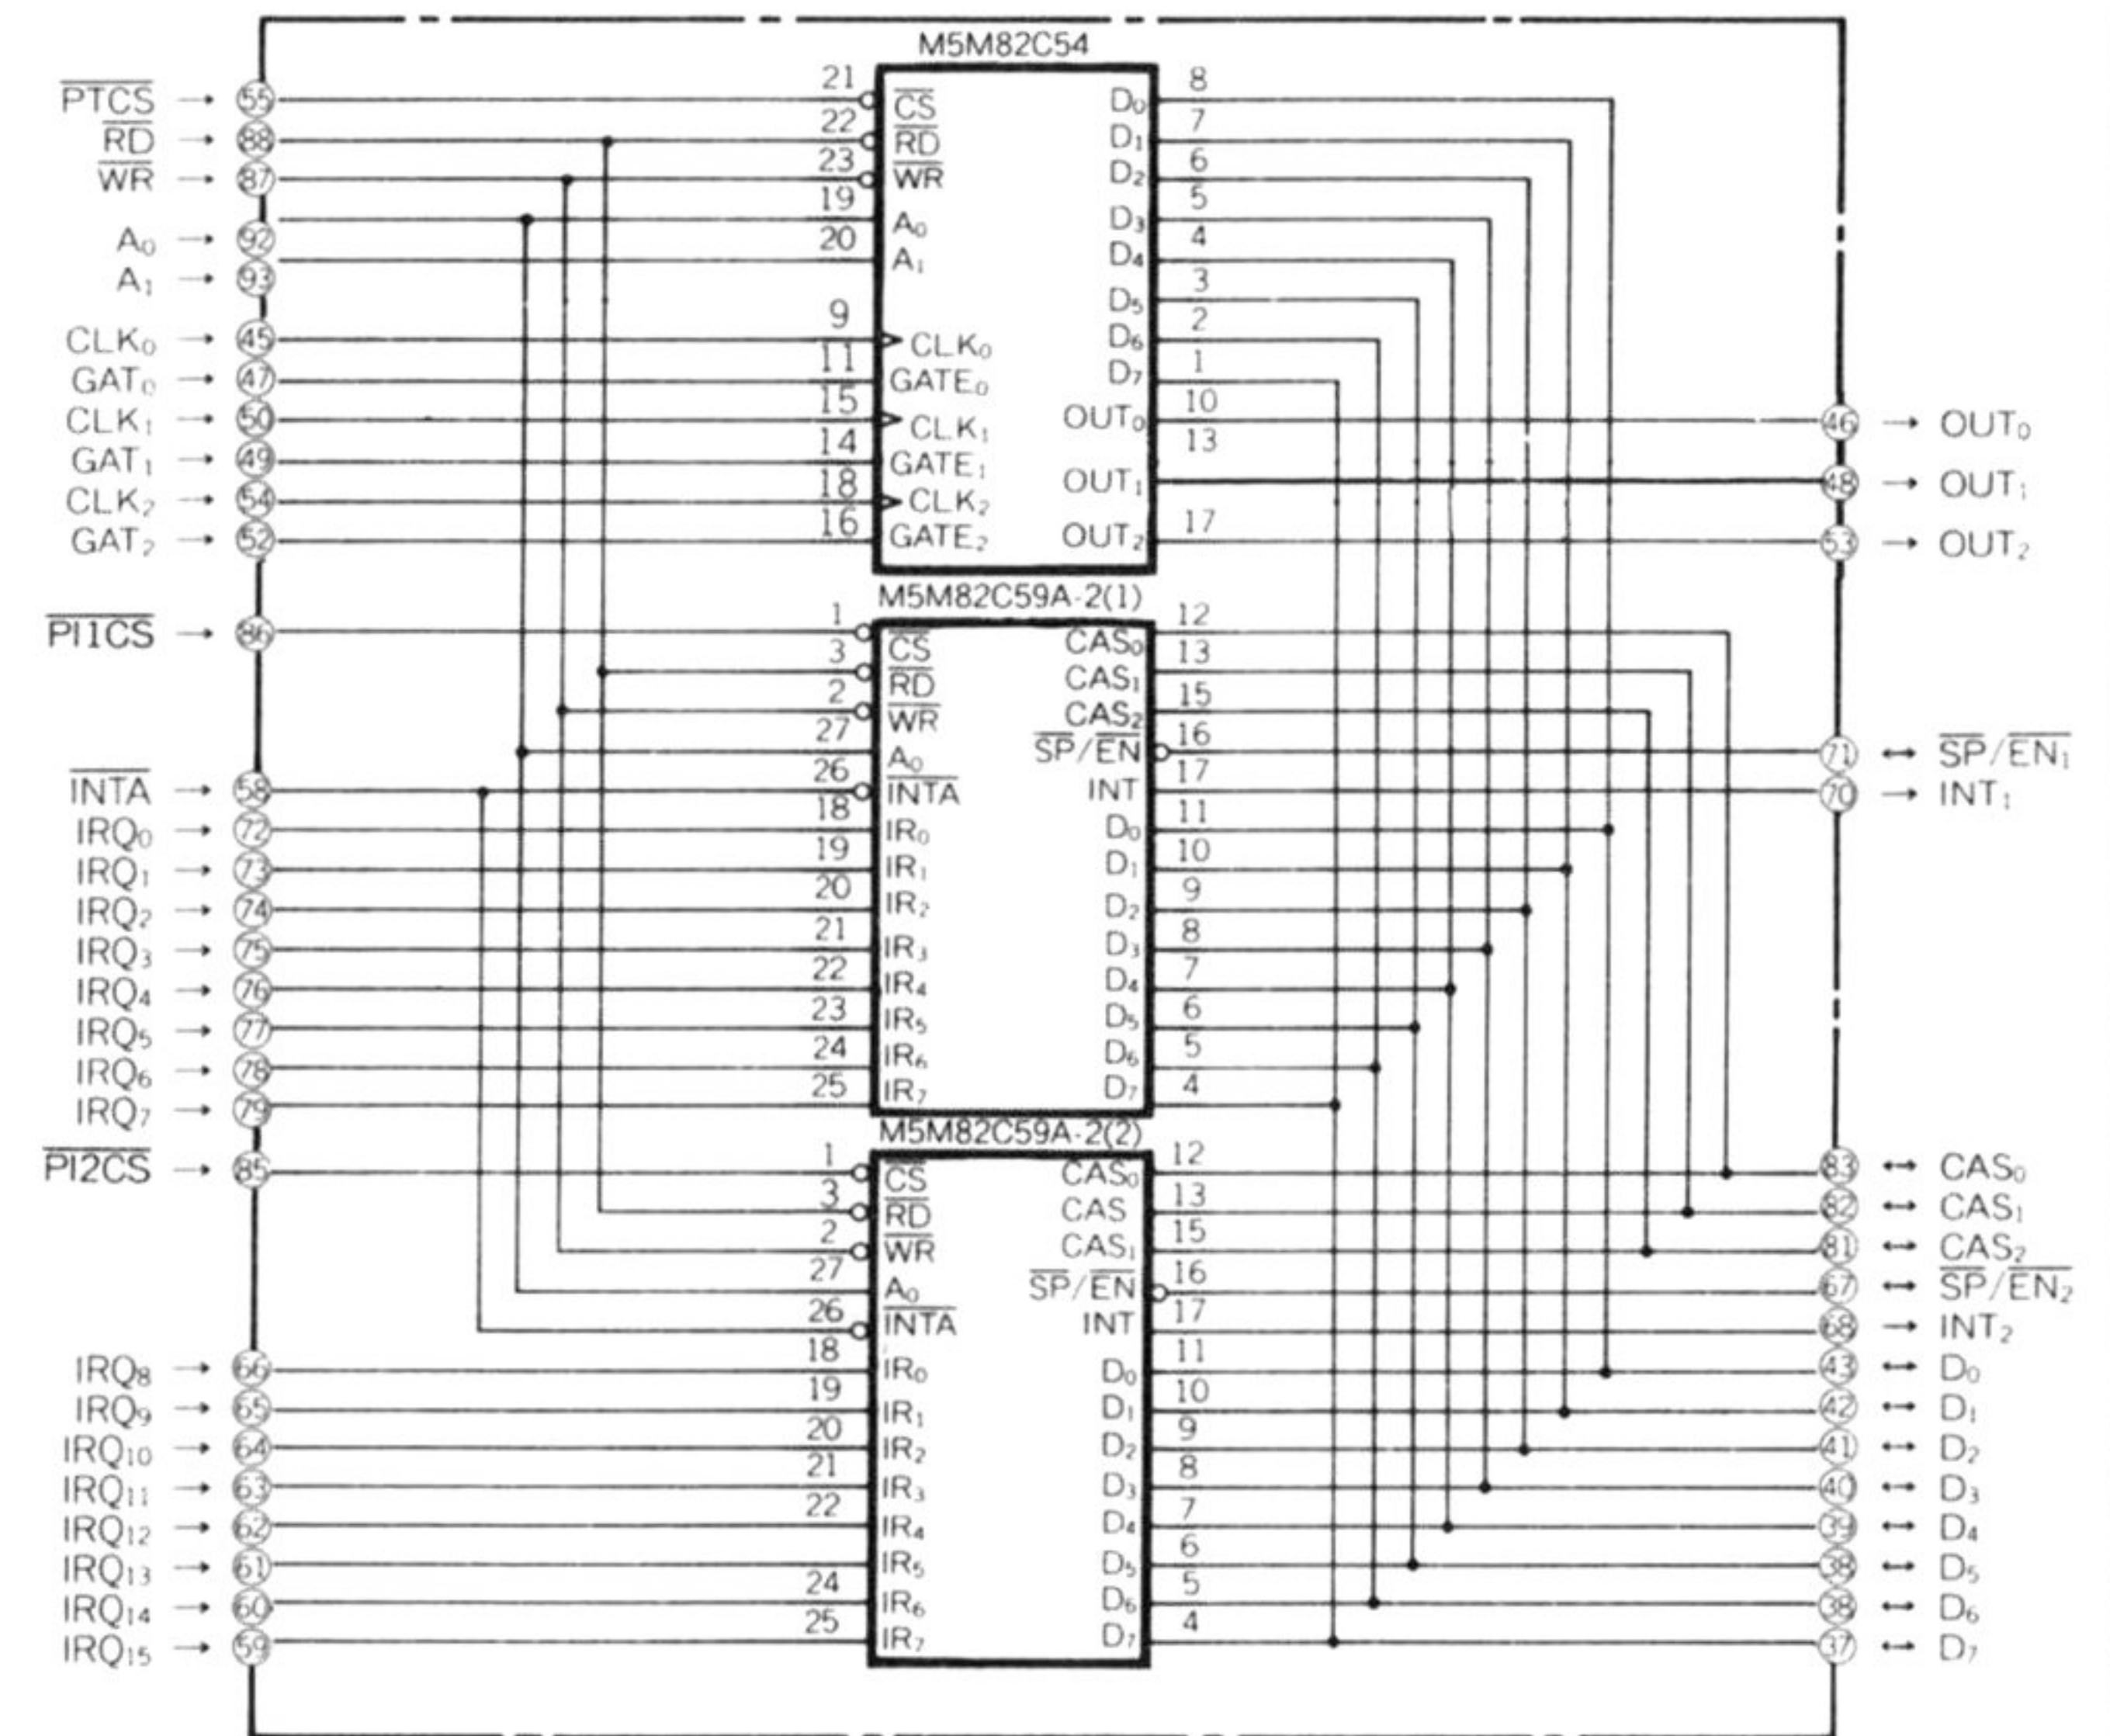 M5M82C54
PTCS → 55 21 CS D₀ 8
RD → 88 22 RD D₁ 7
WR → 87 23 WR D₂ 6
A₀ → 92 19 A₀ D₃ 5
A₁ → 93 20 A₁ D₄ 4
D₅ 3
CLK₀ → 45 9 CLK₀ D₆ 2
GAT₀ → 47 11 GATE₀ D₇ 1
CLK₁ → 50 15 CLK₁ OUT₀ 10 46 → OUT₀
GAT₁ → 49 14 GATE₁ OUT₁ 13 48 → OUT₁
CLK₂ → 54 18 CLK₂
GAT₂ → 52 16 GATE₂ OUT₂ 17 53 → OUT₂
M5M82C59A-2(1)
PI1CS → 86 1 CS CAS₀ 12
3 RD CAS₁ 13
2 WR CAS₂ 15
27 A₀ SP/EN 16 71 ↔ SP/EN₁
INTA → 58 26 INTA INT 17 70 → INT₁
IRQ₀ → 72 18 IR₀ D₀ 11
IRQ₁ → 73 19 IR₁ D₁ 10
IRQ₂ → 74 20 IR₂ D₂ 9
IRQ₃ → 75 21 IR₃ D₃ 8
IRQ₄ → 76 22 IR₄ D₄ 7
IRQ₅ → 77 23 IR₅ D₅ 6
IRQ₆ → 78 24 IR₆ D₆ 5
IRQ₇ → 79 25 IR₇ D₇ 4
M5M82C59A-2(2)
PI2CS → 85 1 CS CAS₀ 12 83 ↔ CAS₀
3 RD CAS 13 82 ↔ CAS₁
2 WR CAS₁ 15 81 ↔ CAS₂
27 A₀ SP/EN 16 67 ↔ SP/EN₂
26 INTA INT 17 68 → INT₂
IRQ₈ → 66 18 IR₀ D₀ 11 43 ↔ D₀
IRQ₉ → 65 19 IR₁ D₁ 10 42 ↔ D₁
IRQ₁₀ → 64 20 IR₂ D₂ 9 41 ↔ D₂
IRQ₁₁ → 63 21 IR₃ D₃ 8 40 ↔ D₃
IRQ₁₂ → 62 22 IR₄ D₄ 7 39 ↔ D₄
IRQ₁₃ → 61 IR₅ D₅ 6 38 ↔ D₅
IRQ₁₄ → 60 24 IR₆ D₆ 5 38 ↔ D₆
IRQ₁₅ → 59 25 IR₇ D₇ 4 37 ↔ D₇